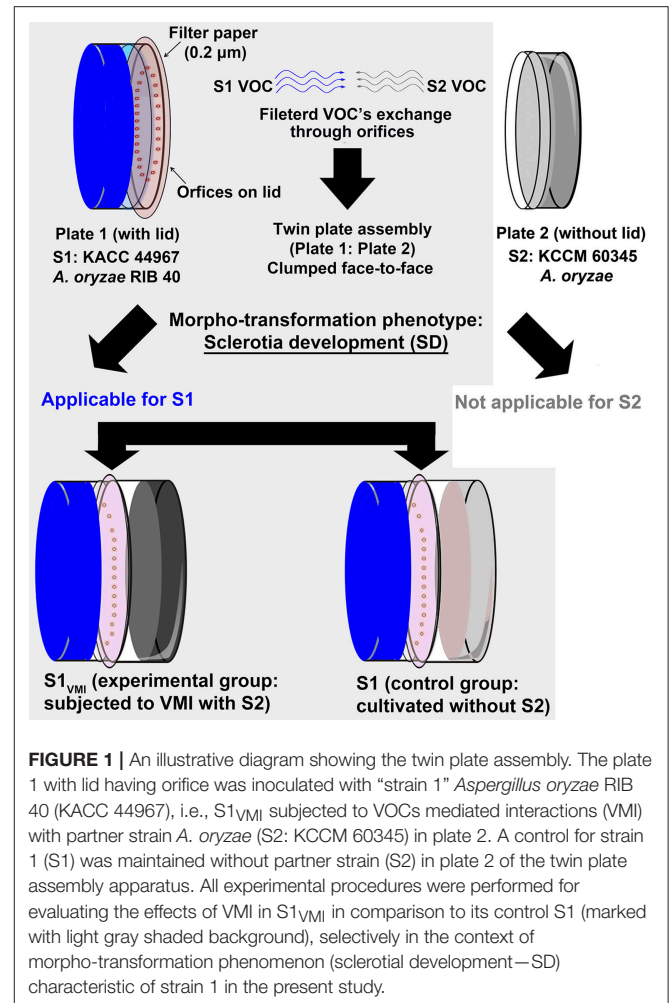 Filter paper
(0.2 µm)
S1 VOC
S2 VOC
Fileterd VOC's exchange
through orifices
Orfices on lid
Plate 1 (with lid)
S1: KACC 44967
A. oryzae RIB 40
Twin plate assembly
(Plate 1: Plate 2)
Clumped face-to-face
Plate 2 (without lid)
S2: KCCM 60345
A. oryzae
Morpho-transformation phenotype:
Sclerotia development (SD)
Applicable for S1
Not applicable for S2
S1VMI (experimental group:
subjected to VMI with S2)
S1 (control group:
cultivated without S2)
FIGURE 1 | An illustrative diagram showing the twin plate assembly. The plate
1 with lid having orifice was inoculated with “strain 1” Aspergillus oryzae RIB
40 (KACC 44967), i.e., S1VMI subjected to VOCs mediated interactions (VMI)
with partner strain A. oryzae (S2: KCCM 60345) in plate 2. A control for strain
1 (S1) was maintained without partner strain (S2) in plate 2 of the twin plate
assembly apparatus. All experimental procedures were performed for
evaluating the effects of VMI in S1VMI in comparison to its control S1 (marked
with light gray shaded background), selectively in the context of
morpho-transformation phenomenon (sclerotial development—SD)
characteristic of strain 1 in the present study.